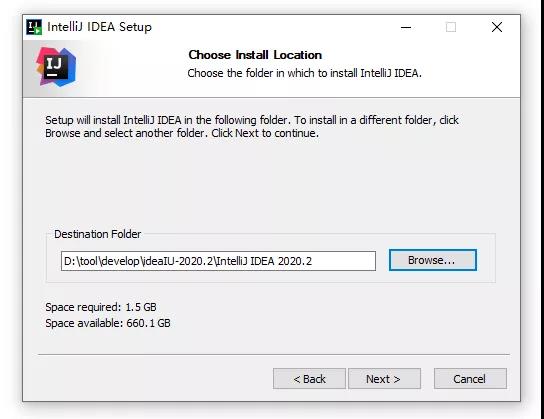 IntelliJ IDEA Setup
IJ
Choose Install Location
Choose the folder in which to install IntelliJ IDEA.
Setup will install IntelliJ IDEA in the following folder. To install in a different folder, click
Browse and select another folder. Click Next to continue.
Destination Folder
D:\tool\develop\ideaIU-2020.2\IntelliJ IDEA 2020.2
Browse...
Space required: 1.5 GB
Space available: 660.1 GB
< Back
Next >
Cancel